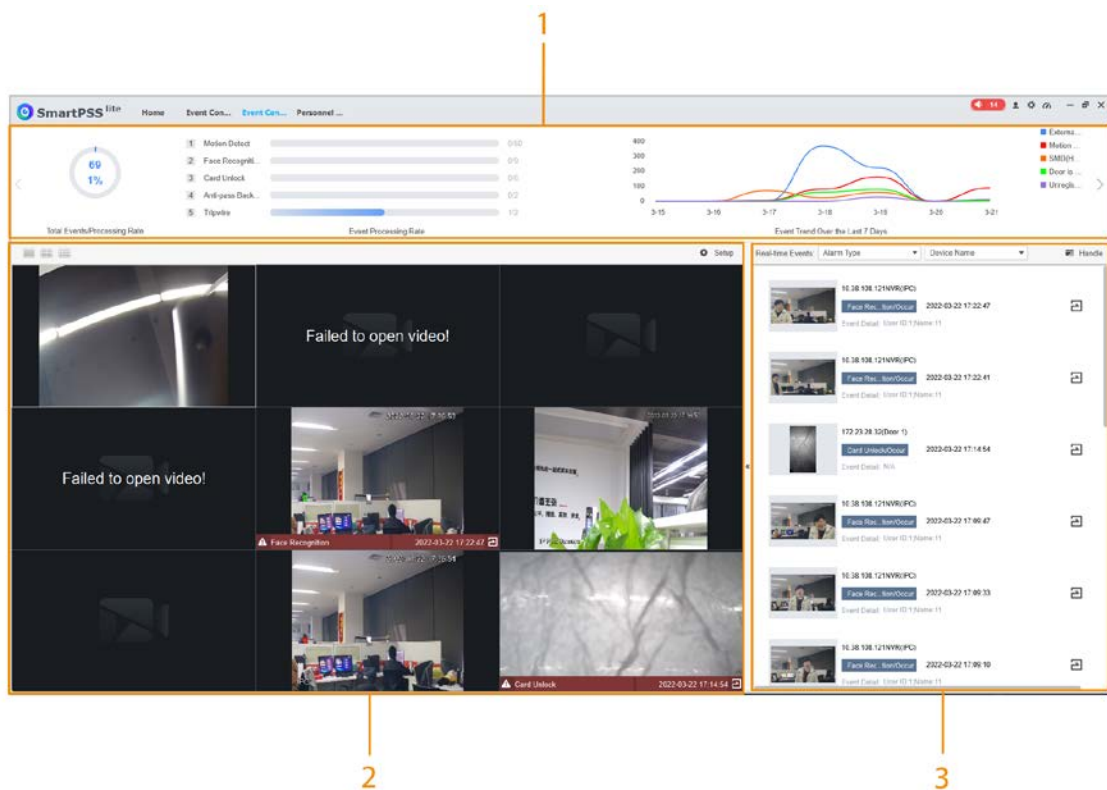 1
SmartPSS lite Home Event Con... Event Cen... Personnel ... 14
69
1%
Total Events/Processing Rate
1 Motion Detect 0/60
2 Face Recogniti... 0/5
3 Card Unlock
4 Anti-pass Back... 0/2
5 Tripwire 1/2
Event Processing Rate
400
300
200
100
0
3-15 3-16 3-17 3-18 3-19 3-20 3-21
Event Trend Over the Last 7 Days
Externa...
Motion ...
SMD(H...
Door is ...
Unregis...
Setup
Failed to open video!
Failed to open video!
Face Recognition 2022-03-22 17:22:47
Card Unlock 2022-03-22 17:14:54
Real-time Events: Alarm Type Device Name Handle
10.38.108.121NVR(IPC)
Face Rec...tion/Occur 2022-03-22 17:22:47
Event Detail: User ID:1;Name:t1
10.38.108.121NVR(IPC)
Face Rec...tion/Occur 2022-03-22 17:22:41
Event Detail: User ID:1;Name:t1
172.23.28.32(Door 1)
Card Unlock/Occur 2022-03-22 17:14:54
Event Detail: N/A
10.38.108.121NVR(IPC)
Face Rec...tion/Occur 2022-03-22 17:09:47
Event Detail: User ID:1;Name:t1
10.38.108.121NVR(IPC)
Face Rec...tion/Occur 2022-03-22 17:09:33
Event Detail: User ID:1;Name:t1
10.38.108.121NVR(IPC)
Face Rec...tion/Occur 2022-03-22 17:09:10
Event Detail: User ID:1;Name:t1
2
3